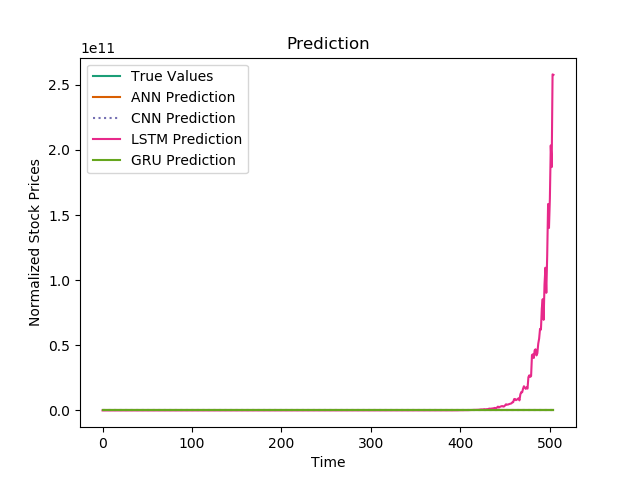 Prediction
1e11
True Values
ANN Prediction
CNN Prediction
LSTM Prediction
GRU Prediction
2.5
2.0
1.5
1.0
0.5
0.0
Normalized Stock Prices
0 100 200 300 400 500
Time